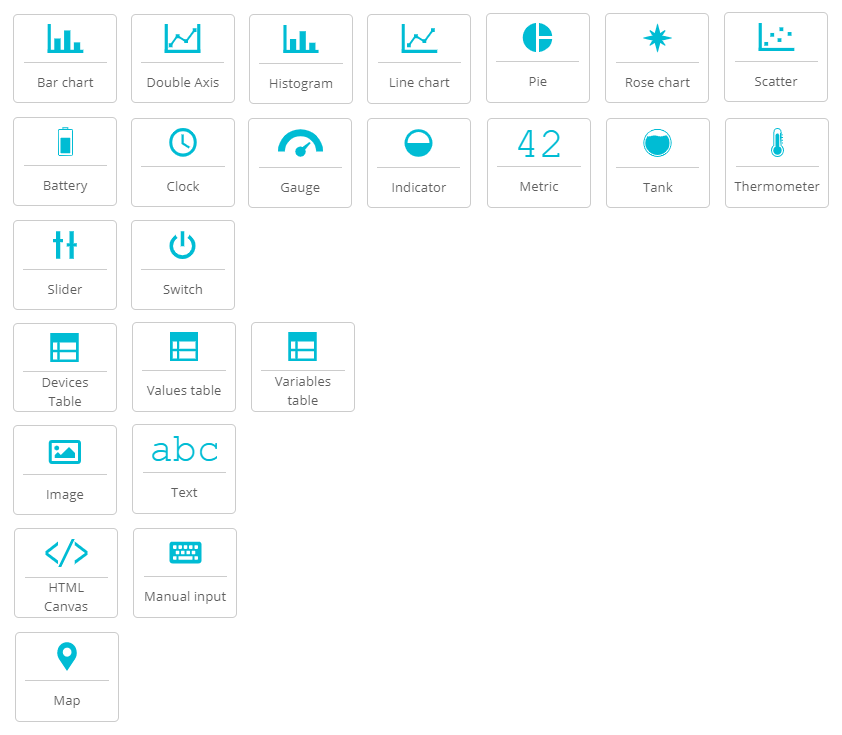 Bar chart
Double Axis
Histogram
Line chart
Pie
Rose chart
Scatter
Battery
Clock
Gauge
Indicator
42
Metric
Tank
Thermometer
Slider
Switch
Devices
Table
Values table
Variables
table
Image
abc
Text
</>
HTML
Canvas
Manual input
Map